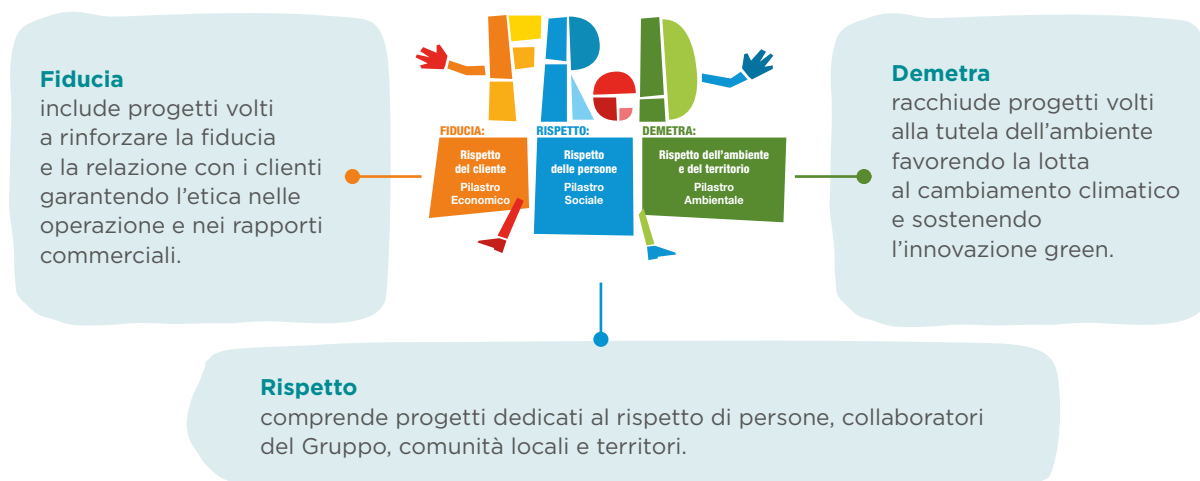 FReD
Fiducia
include progetti volti
a rinforzare la fiducia
e la relazione con i clienti
garantendo l'etica nelle
operazione e nei rapporti
commerciali.
FIDUCIA:
Rispetto
del cliente
Pilastro
Economico
RISPETTO:
Rispetto
delle persone
Pilastro
Sociale
DEMETRA:
Rispetto dell'ambiente
e del territorio
Pilastro
Ambientale
Demetra
racchiude progetti volti
alla tutela dell'ambiente
favorendo la lotta
al cambiamento climatico
e sostenendo
l'innovazione green.
Rispetto
comprende progetti dedicati al rispetto di persone, collaboratori
del Gruppo, comunità locali e territori.